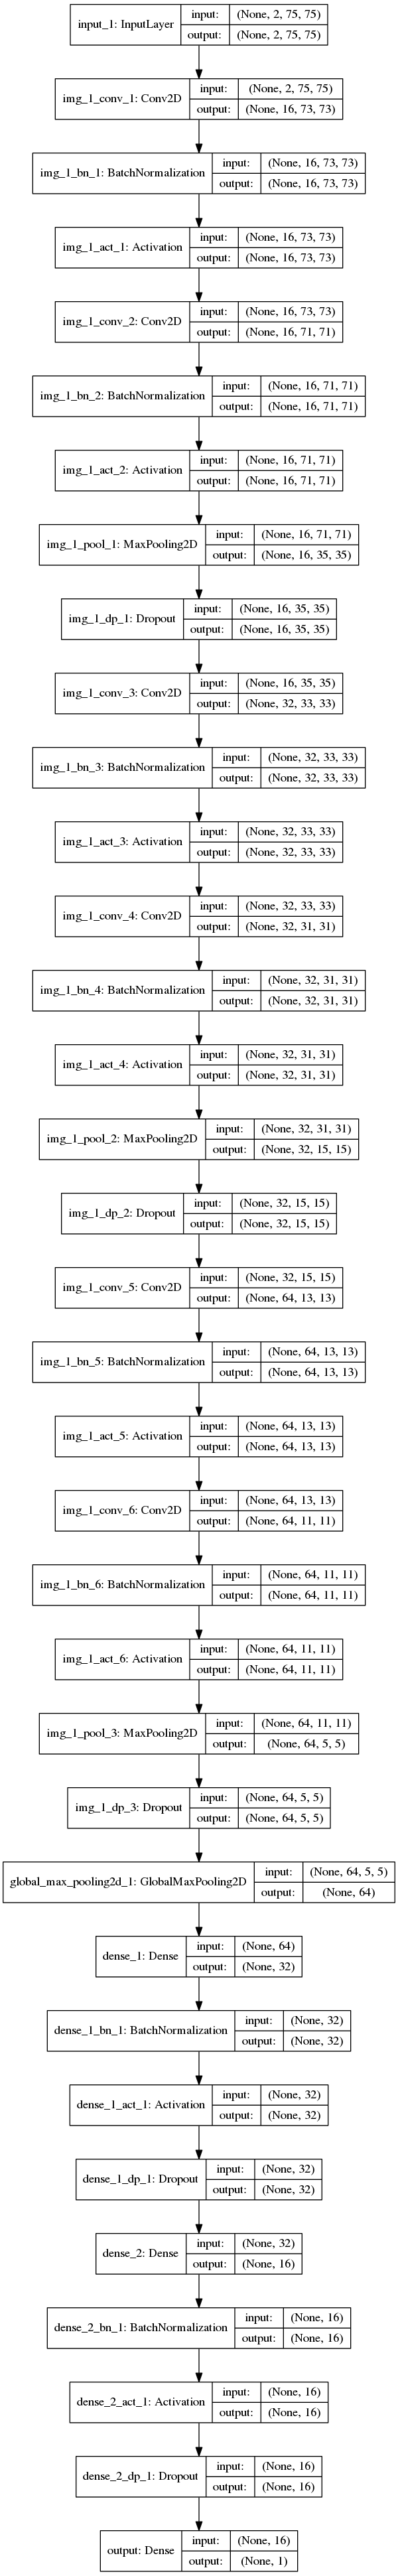 input_1: InputLayer input: (None, 2, 75, 75)
output: (None, 2, 75, 75)
img_1_conv_1: Conv2D input: (None, 2, 75, 75)
output: (None, 16, 73, 73)
img_1_bn_1: BatchNormalization input: (None, 16, 73, 73)
output: (None, 16, 73, 73)
img_1_act_1: Activation input: (None, 16, 73, 73)
output: (None, 16, 73, 73)
img_1_conv_2: Conv2D input: (None, 16, 73, 73)
output: (None, 16, 71, 71)
img_1_bn_2: BatchNormalization input: (None, 16, 71, 71)
output: (None, 16, 71, 71)
img_1_act_2: Activation input: (None, 16, 71, 71)
output: (None, 16, 71, 71)
img_1_pool_1: MaxPooling2D input: (None, 16, 71, 71)
output: (None, 16, 35, 35)
img_1_dp_1: Dropout input: (None, 16, 35, 35)
output: (None, 16, 35, 35)
img_1_conv_3: Conv2D input: (None, 16, 35, 35)
output: (None, 32, 33, 33)
img_1_bn_3: BatchNormalization input: (None, 32, 33, 33)
output: (None, 32, 33, 33)
img_1_act_3: Activation input: (None, 32, 33, 33)
output: (None, 32, 33, 33)
img_1_conv_4: Conv2D input: (None, 32, 33, 33)
output: (None, 32, 31, 31)
img_1_bn_4: BatchNormalization input: (None, 32, 31, 31)
output: (None, 32, 31, 31)
img_1_act_4: Activation input: (None, 32, 31, 31)
output: (None, 32, 31, 31)
img_1_pool_2: MaxPooling2D input: (None, 32, 31, 31)
output: (None, 32, 15, 15)
img_1_dp_2: Dropout input: (None, 32, 15, 15)
output: (None, 32, 15, 15)
img_1_conv_5: Conv2D input: (None, 32, 15, 15)
output: (None, 64, 13, 13)
img_1_bn_5: BatchNormalization input: (None, 64, 13, 13)
output: (None, 64, 13, 13)
img_1_act_5: Activation input: (None, 64, 13, 13)
output: (None, 64, 13, 13)
img_1_conv_6: Conv2D input: (None, 64, 13, 13)
output: (None, 64, 11, 11)
img_1_bn_6: BatchNormalization input: (None, 64, 11, 11)
output: (None, 64, 11, 11)
img_1_act_6: Activation input: (None, 64, 11, 11)
output: (None, 64, 11, 11)
img_1_pool_3: MaxPooling2D input: (None, 64, 11, 11)
output: (None, 64, 5, 5)
img_1_dp_3: Dropout input: (None, 64, 5, 5)
output: (None, 64, 5, 5)
global_max_pooling2d_1: GlobalMaxPooling2D input: (None, 64, 5, 5)
output: (None, 64)
dense_1: Dense input: (None, 64)
output: (None, 32)
dense_1_bn_1: BatchNormalization input: (None, 32)
output: (None, 32)
dense_1_act_1: Activation input: (None, 32)
output: (None, 32)
dense_1_dp_1: Dropout input: (None, 32)
output: (None, 32)
dense_2: Dense input: (None, 32)
output: (None, 16)
dense_2_bn_1: BatchNormalization input: (None, 16)
output: (None, 16)
dense_2_act_1: Activation input: (None, 16)
output: (None, 16)
dense_2_dp_1: Dropout input: (None, 16)
output: (None, 16)
output: Dense input: (None, 16)
output: (None, 1)